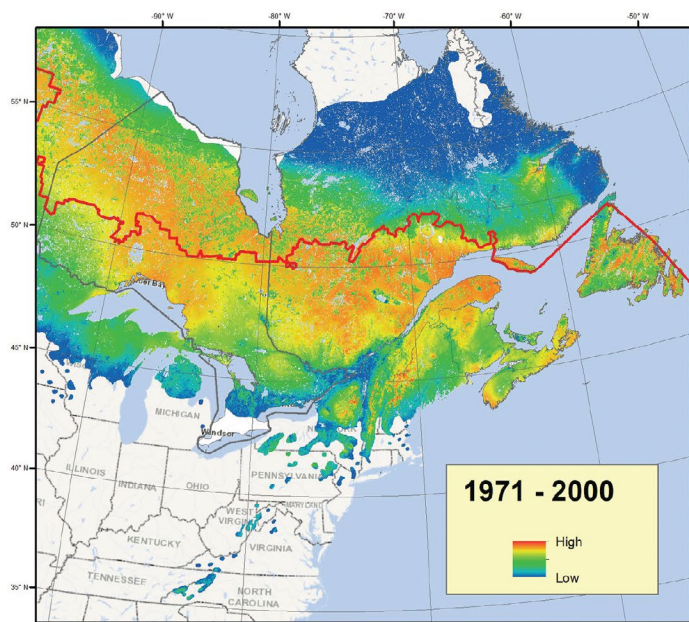 -90°W
-80°W
-70°W
-60°W
-50°W
55°N
50°N
45°N
40°N
35°N
MICHIGAN
Windsor
ILLINOIS
INDIANA
OHIO
PENNSYLVANIA
MARYLAND
WEST
VIRGINIA
KENTUCKY
VIRGINIA
TENNESSEE
NORTH
CAROLINA
1971 - 2000
High
Low